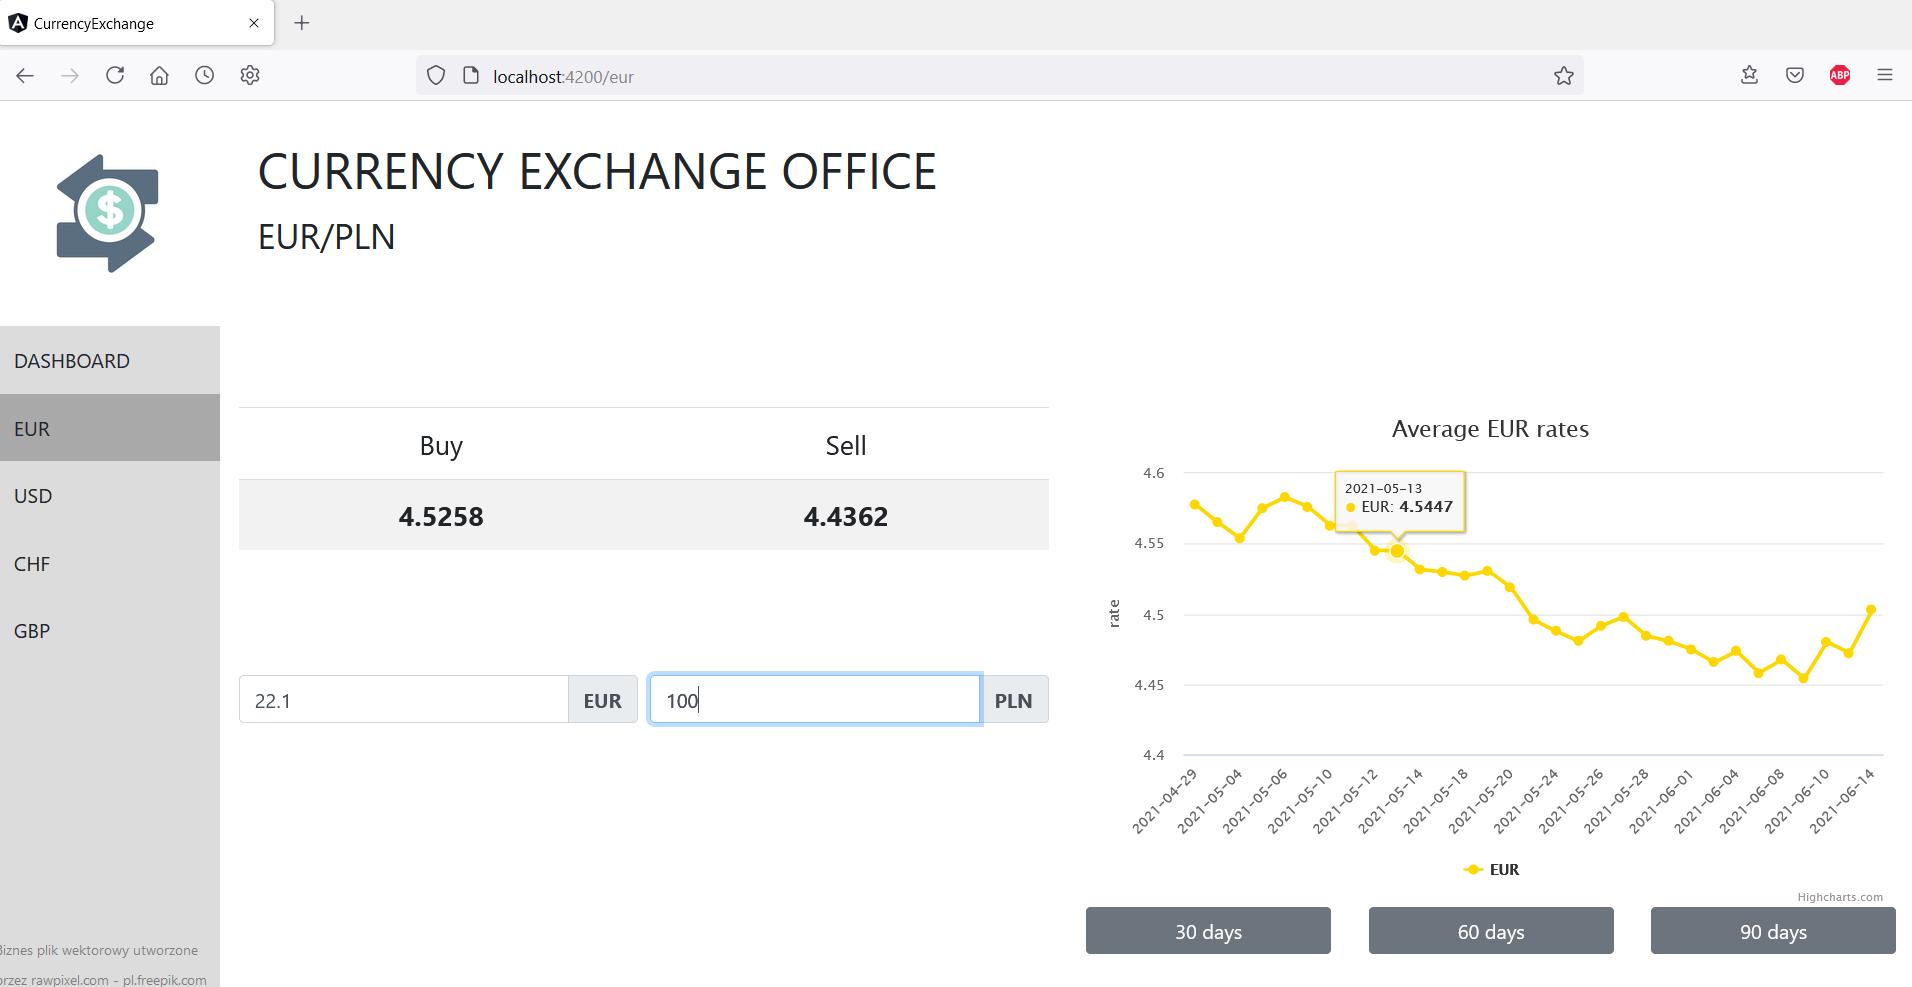 CurrencyExchange
localhost:4200/eur
ABP
$
CURRENCY EXCHANGE OFFICE
EUR/PLN
DASHBOARD
EUR
USD
CHF
GBP
Biznes plik wektorowy utworzone
przez rawpixel.com - pl.freepik.com
Buy Sell
4.5258 4.4362
22.1 EUR 100 PLN
Average EUR rates
2021-05-13
EUR: 4.5447
rate
4.6
4.55
4.5
4.45
4.4
2021-04-29
2021-05-04
2021-05-06
2021-05-10
2021-05-12
2021-05-14
2021-05-18
2021-05-20
2021-05-24
2021-05-26
2021-05-28
2021-06-01
2021-06-04
2021-06-08
2021-06-10
2021-06-14
EUR
Highcharts.com
30 days 60 days 90 days